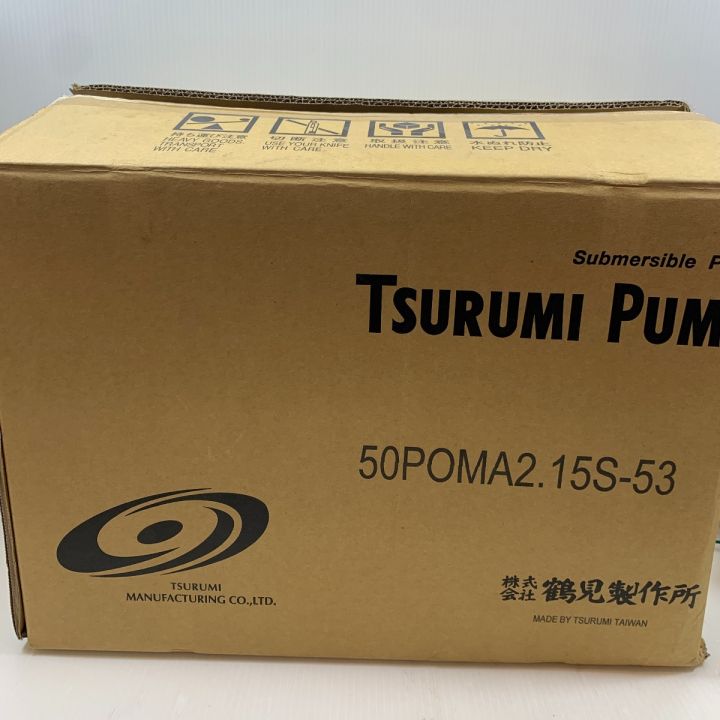 持ち運び注意
HEAVY GOODS.
TRANSPORT
WITH CARE.
切断注意
USE YOUR KNIFE
WITH CARE.
取扱注意
HANDLE WITH CARE
水ぬれ防止
KEEP DRY
Submersible P
TSURUMI PUM
50POMA2.15S-53
TSURUMI
MANUFACTURING CO.,LTD.
株式会社 鶴見製作所
MADE BY TSURUMI TAIWAN